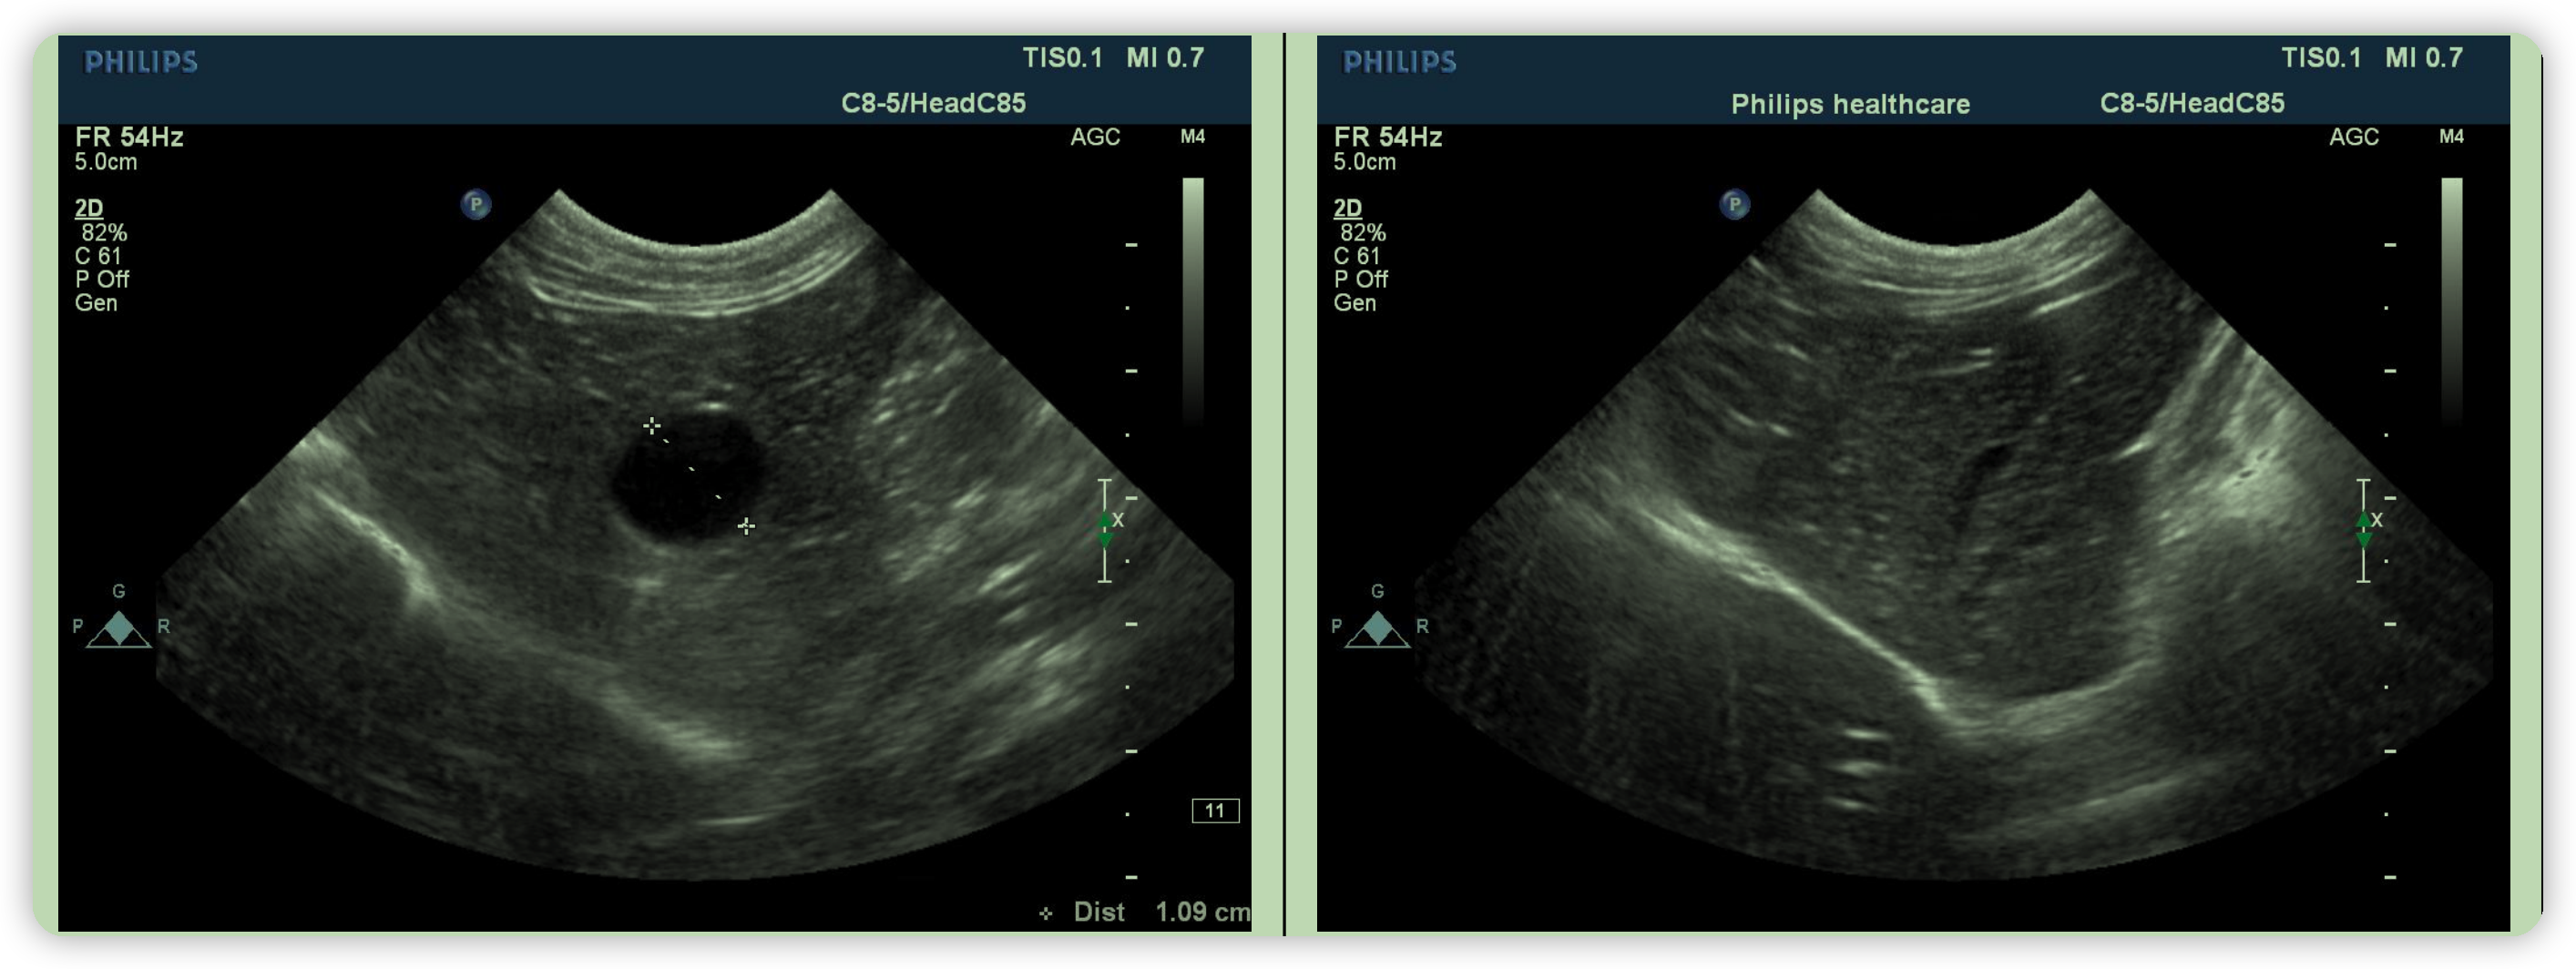 PHILIPS
TIS0.1 MI 0.7
C8-5/HeadC85
FR 54Hz
5.0cm
AGC
M4
2D
82%
C 61
P Off
Gen
P
X
G
P R
11
Dist 1.09 cm
PHILIPS
TIS0.1 MI 0.7
Philips healthcare
C8-5/HeadC85
FR 54Hz
5.0cm
AGC
M4
2D
82%
C 61
P Off
Gen
P
X
G
P R